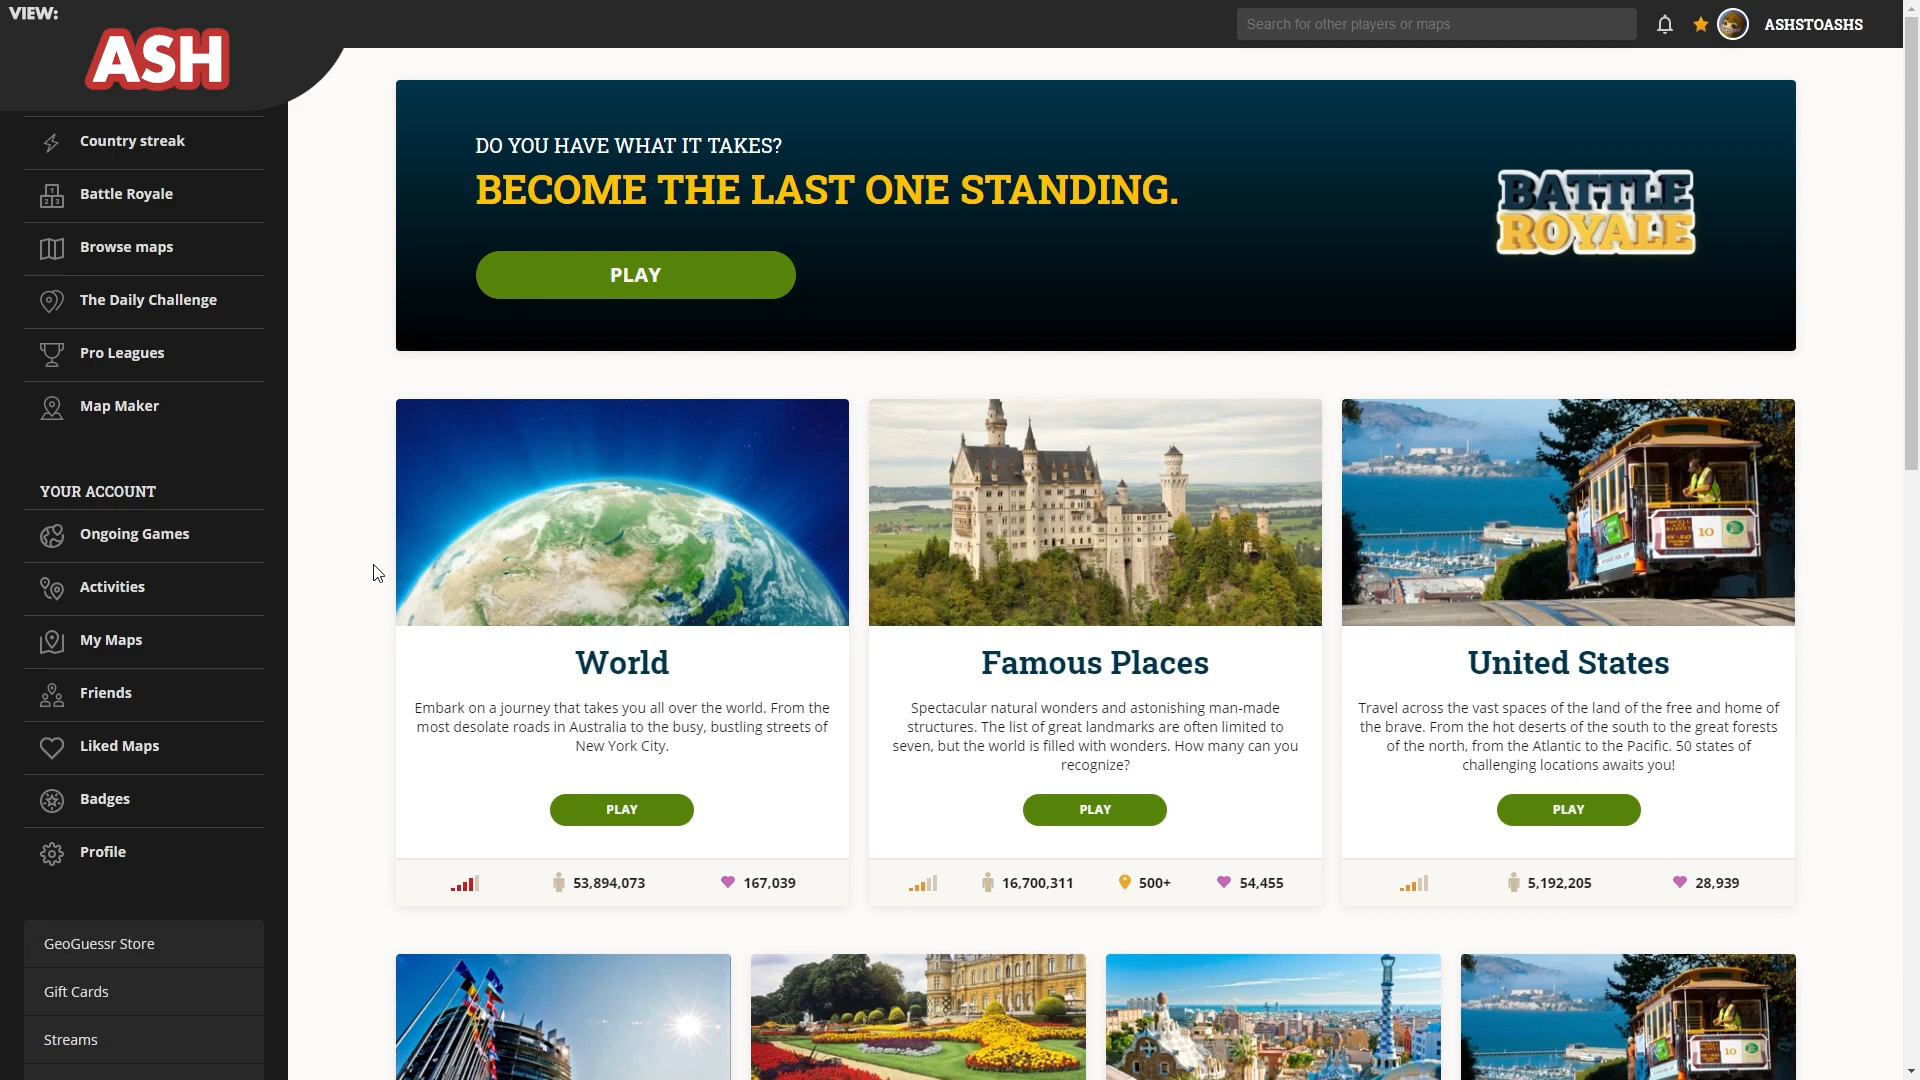 VIEW:
ASH
Search for other players or maps
ASHSTOASHS
Country streak
Battle Royale
Browse maps
The Daily Challenge
Pro Leagues
Map Maker
YOUR ACCOUNT
Ongoing Games
Activities
My Maps
Friends
Liked Maps
Badges
Profile
GeoGuessr Store
Gift Cards
Streams
DO YOU HAVE WHAT IT TAKES?
BECOME THE LAST ONE STANDING.
PLAY
BATTLE
ROYALE
World
Embark on a journey that takes you all over the world. From the
most desolate roads in Australia to the busy, bustling streets of
New York City.
PLAY
53,894,073
167,039
Famous Places
Spectacular natural wonders and astonishing man-made
structures. The list of great landmarks are often limited to
seven, but the world is filled with wonders. How many can you
recognize?
PLAY
16,700,311
500+
54,455
10
United States
Travel across the vast spaces of the land of the free and home of
the brave. From the hot deserts of the south to the great forests
of the north, from the Atlantic to the Pacific. 50 states of
challenging locations awaits you!
PLAY
5,192,205
28,939
10